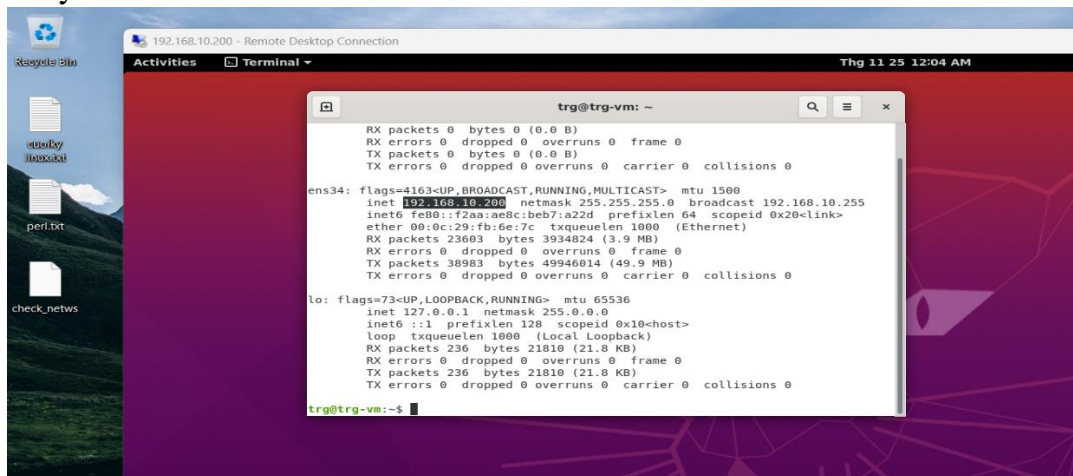 Recycle Bin
192.168.10.200 - Remote Desktop Connection
Activities Terminal
Thg 11 25 12:04 AM
cuoiky
linux.txt
perl.txt
check_netws
trg@trg-vm: ~
RX packets 0 bytes 0 (0.0 B)
RX errors 0 dropped 0 overruns 0 frame 0
TX packets 0 bytes 0 (0.0 B)
TX errors 0 dropped 0 overruns 0 carrier 0 collisions 0
ens34: flags=4163<UP,BROADCAST,RUNNING,MULTICAST> mtu 1500
inet 192.168.10.200 netmask 255.255.255.0 broadcast 192.168.10.255
inet6 fe80::f2aa:ae8c:beb7:a22d prefixlen 64 scopeid 0x20<link>
ether 00:0c:29:fb:6e:7c txqueuelen 1000 (Ethernet)
RX packets 23603 bytes 3934824 (3.9 MB)
RX errors 0 dropped 0 overruns 0 frame 0
TX packets 38983 bytes 49946014 (49.9 MB)
TX errors 0 dropped 0 overruns 0 carrier 0 collisions 0
lo: flags=73<UP,LOOPBACK,RUNNING> mtu 65536
inet 127.0.0.1 netmask 255.0.0.0
inet6 ::1 prefixlen 128 scopeid 0x10<host>
loop txqueuelen 1000 (Local Loopback)
RX packets 236 bytes 21810 (21.8 KB)
RX errors 0 dropped 0 overruns 0 frame 0
TX packets 236 bytes 21810 (21.8 KB)
TX errors 0 dropped 0 overruns 0 carrier 0 collisions 0
trg@trg-vm:~$